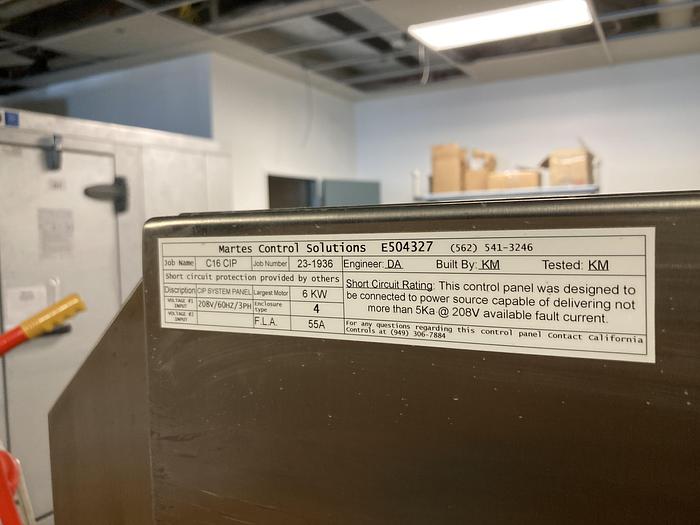 Martes Control Solutions E504327 (562) 541-3246
Job Name C16 CIP Job Number 23-1936 Engineer: DA Built By: KM Tested: KM
Short circuit protection provided by others
Discription CIP SYSTEM PANEL Largest Motor 6 KW
VOLTAGE #1 INPUT 208V/60HZ/3PH Enclosure type 4
VOLTAGE #2 INPUT F.L.A. 55A
Short Circuit Rating: This control panel was designed to
be connected to power source capable of delivering not
more than 5Ka @ 208V available fault current.
For any questions regarding this control panel contact California
Controls at (949) 306-7884